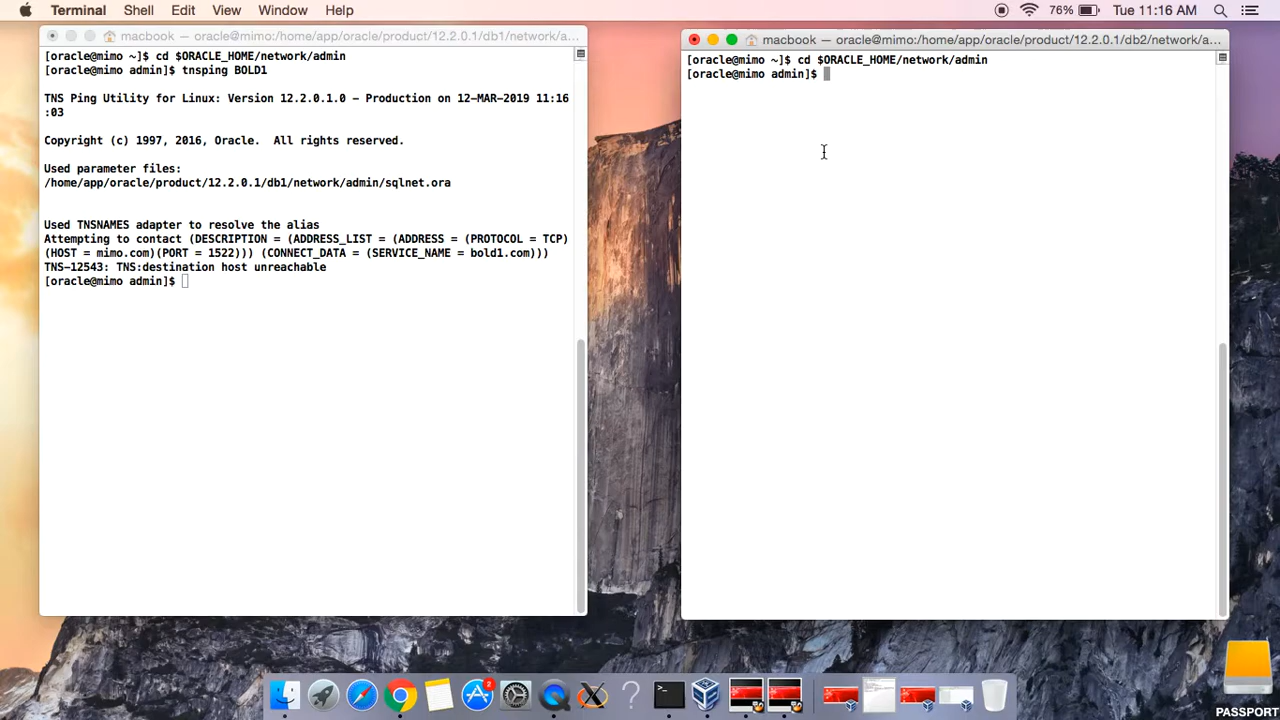 Terminal Shell Edit View Window Help 76% Tue 11:16 AM
macbook — oracle@mimo:/home/app/oracle/product/12.2.0.1/db1/network/a...
[oracle@mimo ~]$ cd $ORACLE_HOME/network/admin
[oracle@mimo admin]$ tnsping BOLD1
TNS Ping Utility for Linux: Version 12.2.0.1.0 - Production on 12-MAR-2019 11:16
:03
Copyright (c) 1997, 2016, Oracle.  All rights reserved.
Used parameter files:
/home/app/oracle/product/12.2.0.1/db1/network/admin/sqlnet.ora
Used TNSNAMES adapter to resolve the alias
Attempting to contact (DESCRIPTION = (ADDRESS_LIST = (ADDRESS = (PROTOCOL = TCP)
(HOST = mimo.com)(PORT = 1522))) (CONNECT_DATA = (SERVICE_NAME = bold1.com)))
TNS-12543: TNS:destination host unreachable
[oracle@mimo admin]$
macbook — oracle@mimo:/home/app/oracle/product/12.2.0.1/db2/network/a...
[oracle@mimo ~]$ cd $ORACLE_HOME/network/admin
[oracle@mimo admin]$
2
PASSPORT